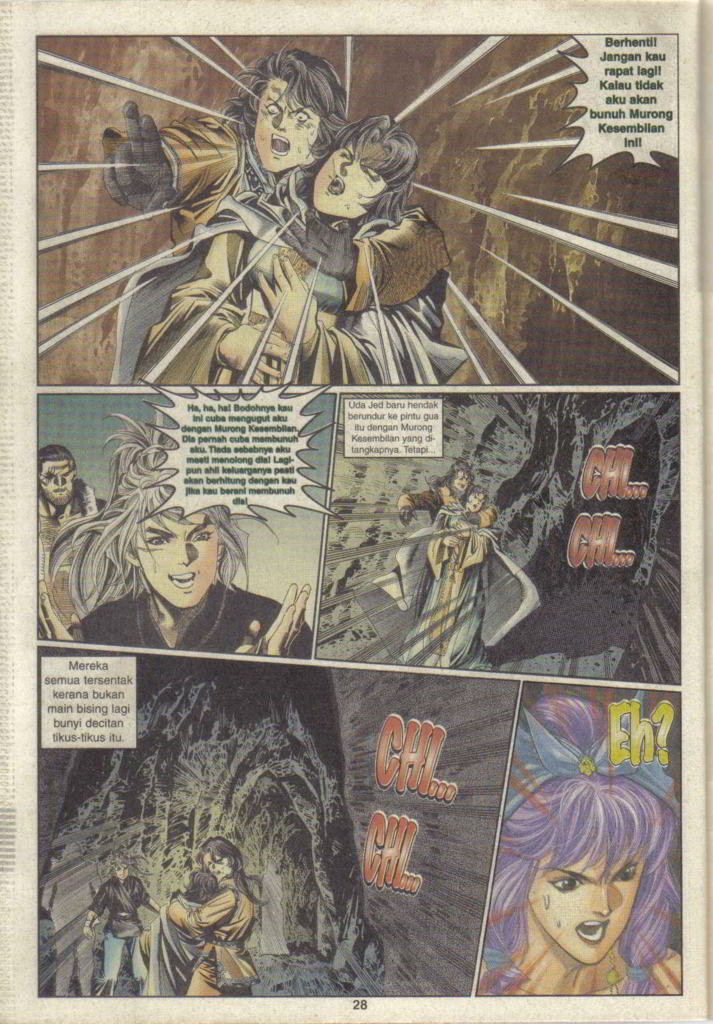 Berhenti!
Jangan kau
rapat lagi!
Kalau tidak
aku akan
bunuh Murong
Kesembilan
ini!
Ha, ha, ha! Bodohnya kau
ini cuba mengugut aku
dengan Murong Kesembilan.
Dia pernah cuba membunuh
aku. Tiada sebabnya aku
mesti menolong dia! Lagi-
pun ahli keluarganya pasti
akan berhitung dengan kau
jika kau berani membunuh
dia!
Uda Jed baru hendak
berundur ke pintu gua
itu dengan Murong
Kesembilan yang di-
tangkapnya. Tetapi...
CHI...
CHI...
Mereka
semua tersentak
kerana bukan
main bising lagi
bunyi decitan
tikus-tikus itu.
CHI...
CHI...
Eh?
28